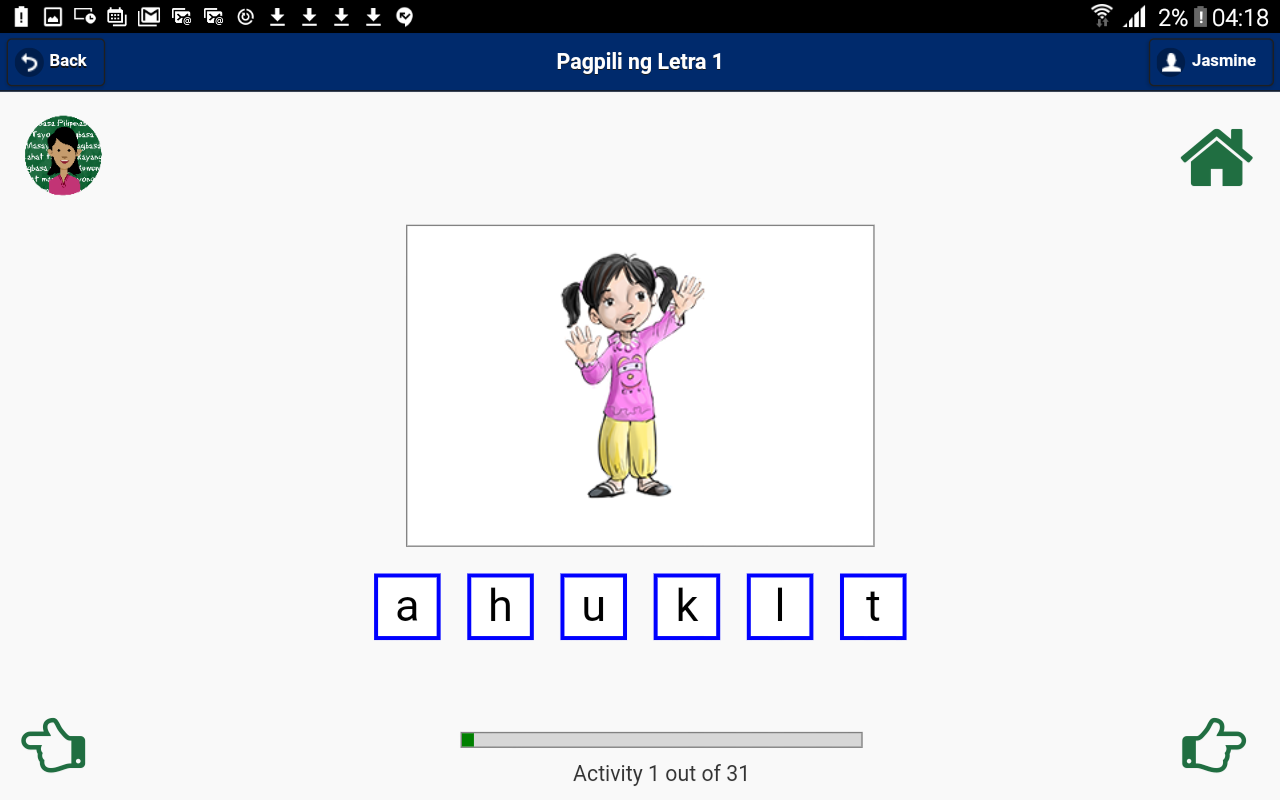 2% 04:18
Back
Pagpili ng Letra 1
Jasmine
a h u k l t
Activity 1 out of 31